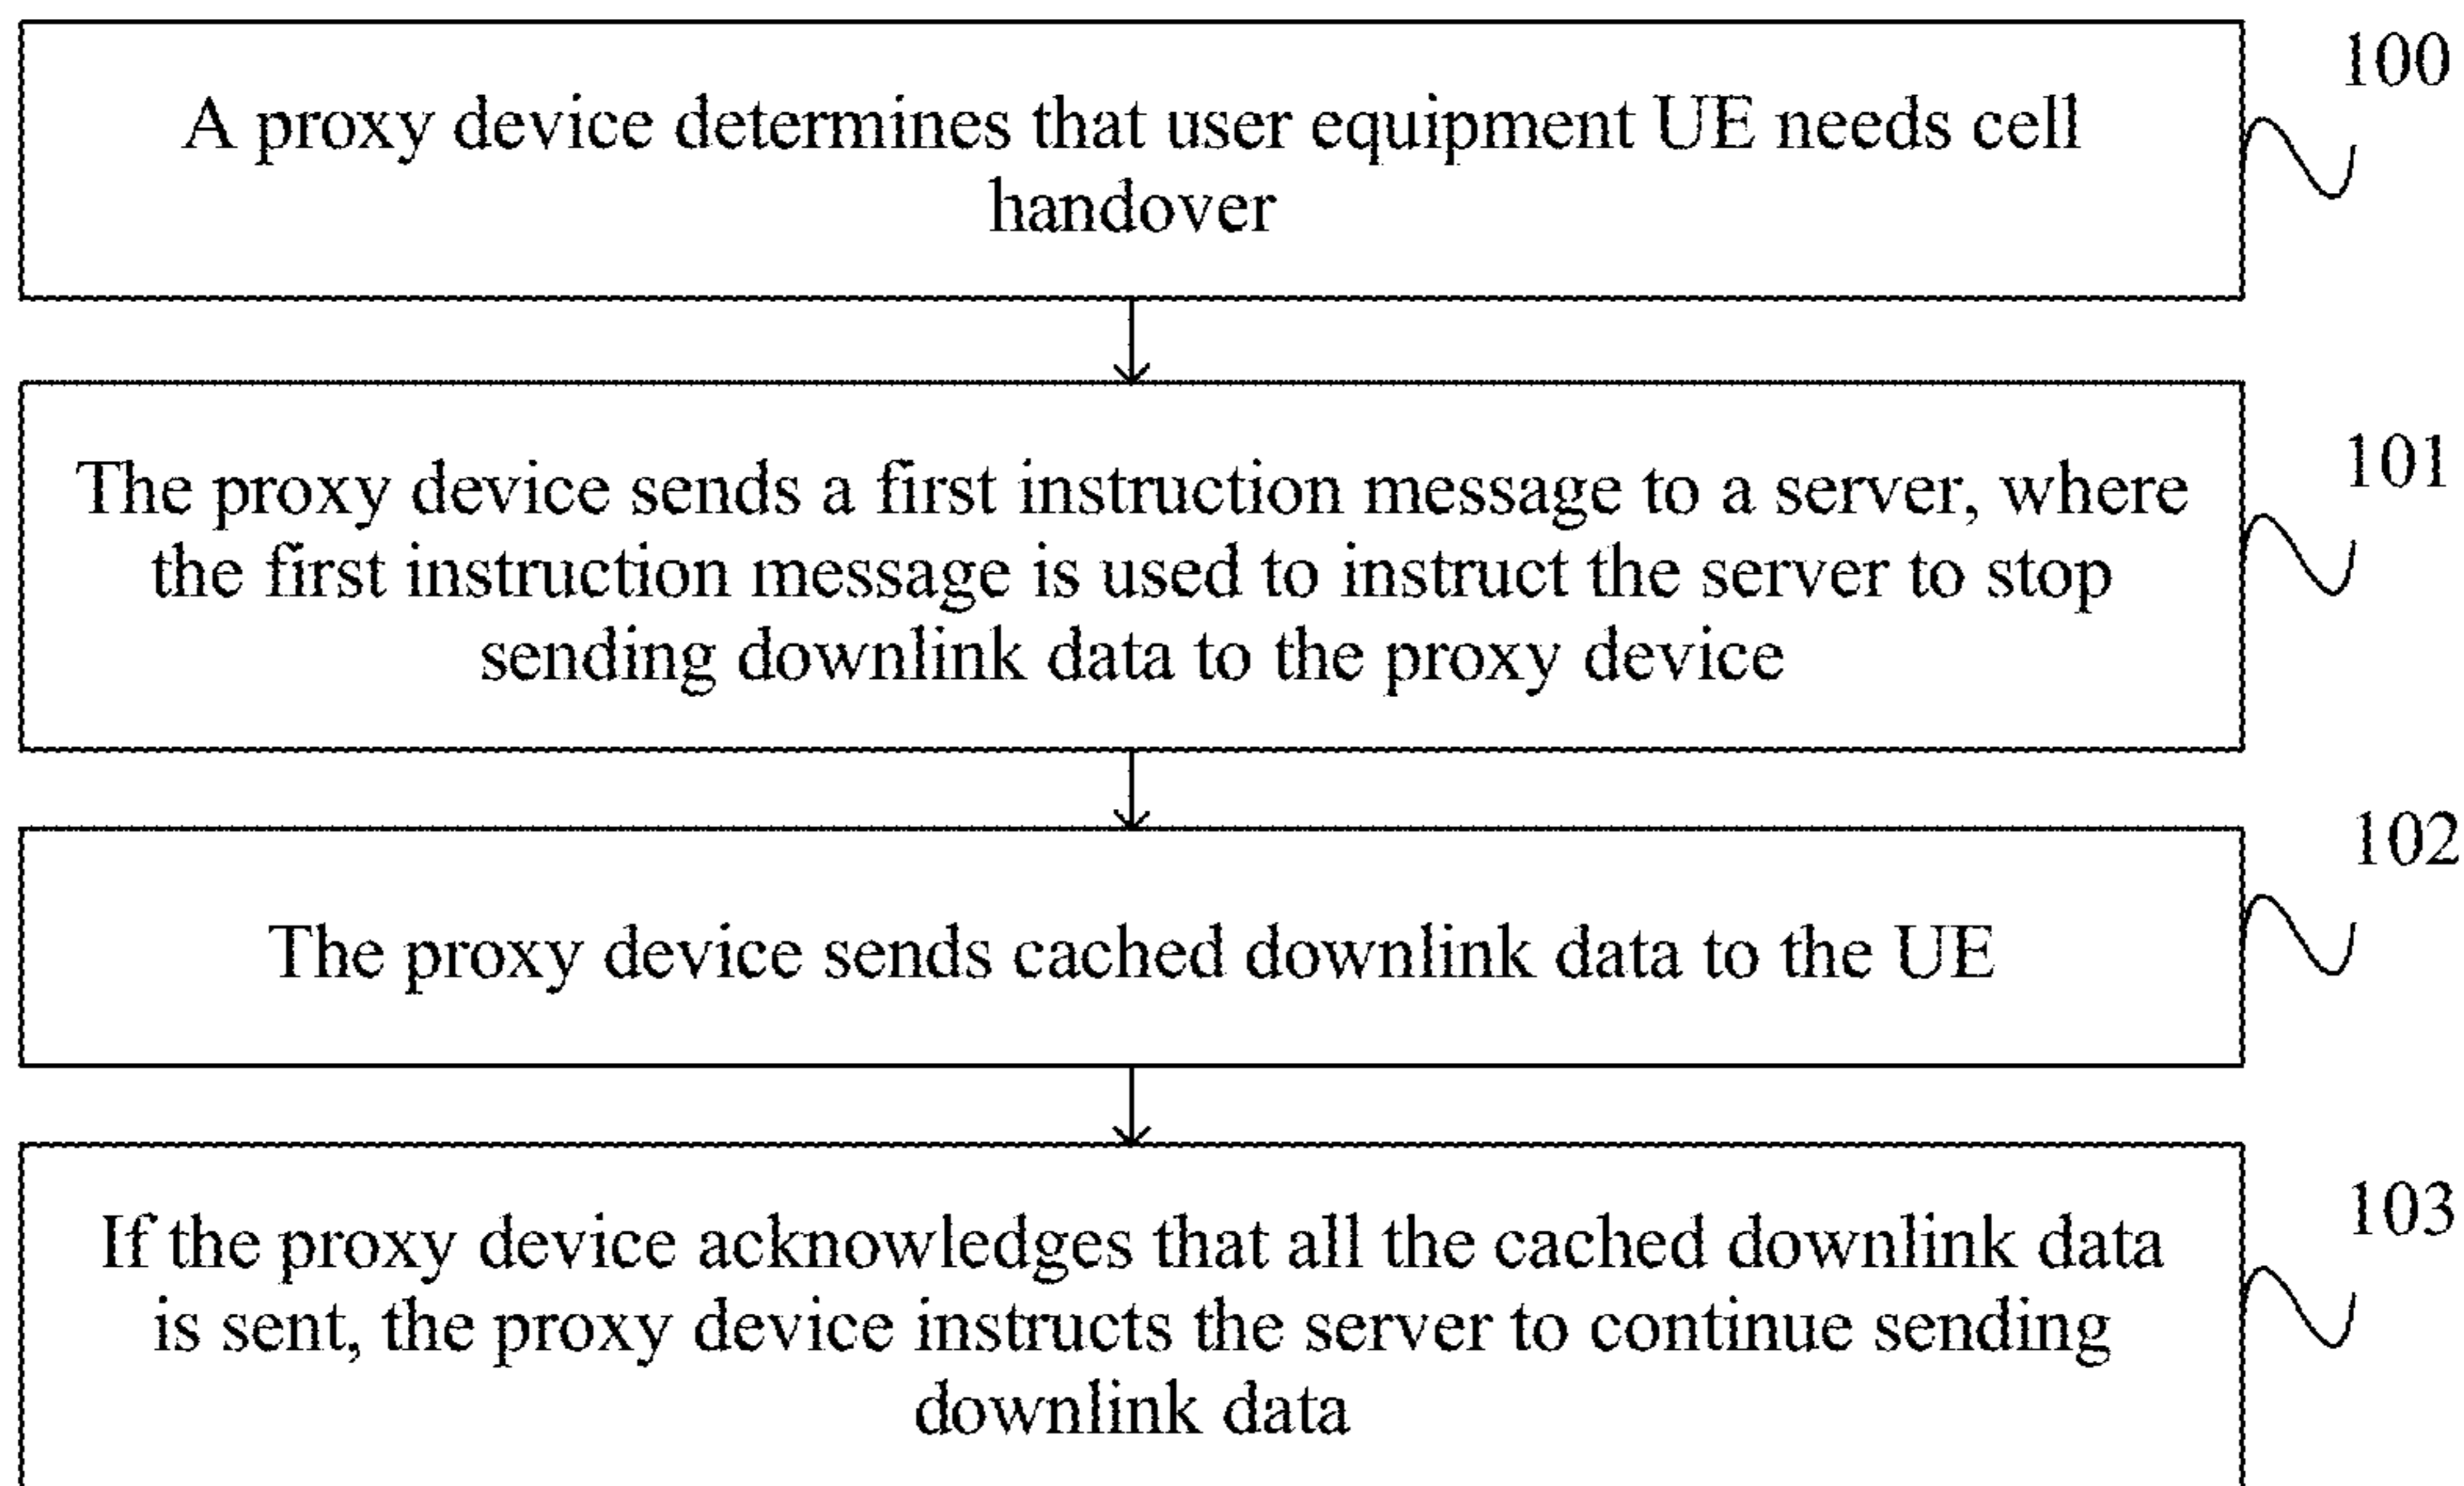 100
A proxy device determines that user equipment UE needs cell
handover
101
The proxy device sends a first instruction message to a server, where
the first instruction message is used to instruct the server to stop
sending downlink data to the proxy device
102
The proxy device sends cached downlink data to the UE
103
If the proxy device acknowledges that all the cached downlink data
is sent, the proxy device instructs the server to continue sending
downlink data